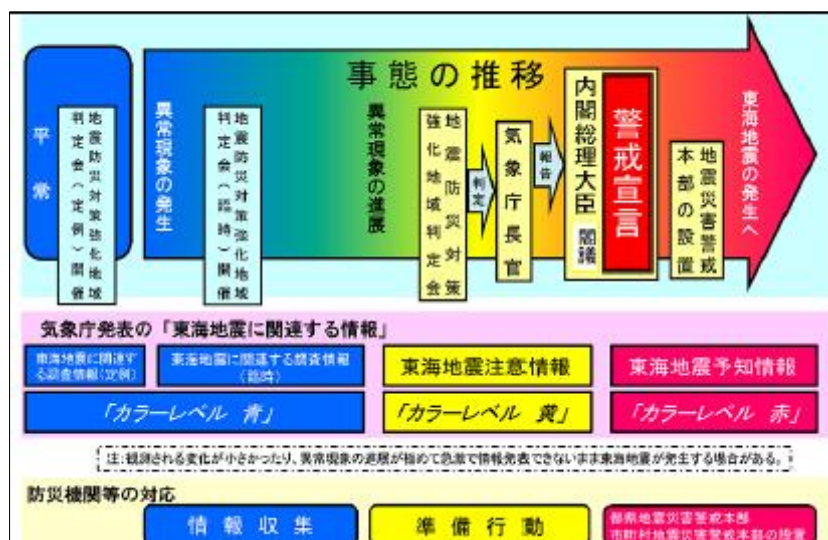 事態の推移
平常
地震防災対策強化地域
判定会(定例)開催
異常現象の発生
地震防災対策強化地域
判定会(臨時)開催
異常現象の進展
地震防災対策
強化地域判定会
判定
気象庁長官
報告
内閣総理大臣
閣議
警戒宣言
地震災害警戒
本部の設置
東海地震の発生へ
気象庁発表の「東海地震に関連する情報」
東海地震に関連す
る調査情報(定例)
東海地震に関連する調査情報
(臨時)
東海地震注意情報
東海地震予知情報
「カラーレベル 青」
「カラーレベル 黄」
「カラーレベル 赤」
注:観測される変化が小さかったり、異常現象の進展が極めて急激で情報発表できないまま東海地震が発生する場合がある。
防災機関等の対応
情報収集
準備行動
都県地震災害警戒本部
市町村地震災害警戒本部の設置